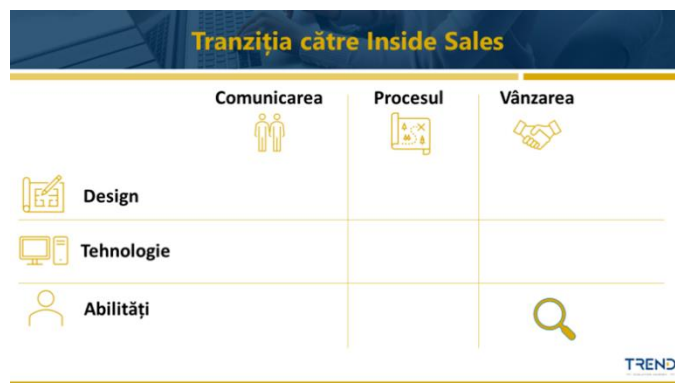 Tranziția către Inside Sales
Comunicarea Procesul Vânzarea
Design
Tehnologie
Abilități
TREND